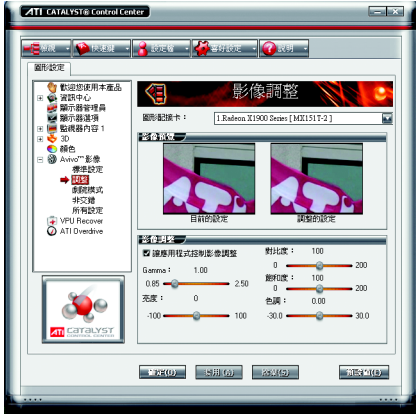 ATI CATALYST® Control Center
檢視
快速鍵
設定檔
喜好設定
說明
圖形設定
歡迎您使用本產品
資訊中心
顯示器管理員
顯示器選項
監視器內容 1
3D
顏色
Avivo™ 影像
標準設定
調整
劇院模式
非交錯
所有設定
VPU Recover
ATI Overdrive
ATI CATALYST
CONTROL CENTER
影像調整
圖形配接卡：
1.Radeon X1900 Series [ MX151T-2 ]
影像預覽
目前的設定
調整的設定
影像調整
讓應用程式控制影像調整
Gamma： 1.00
0.85 2.50
亮度： 0
-100 100
對比度： 100
0 200
飽和度： 100
0 200
色調： 0.00
-30.0 30.0
確定(O)
套用(A)
預設值(E)